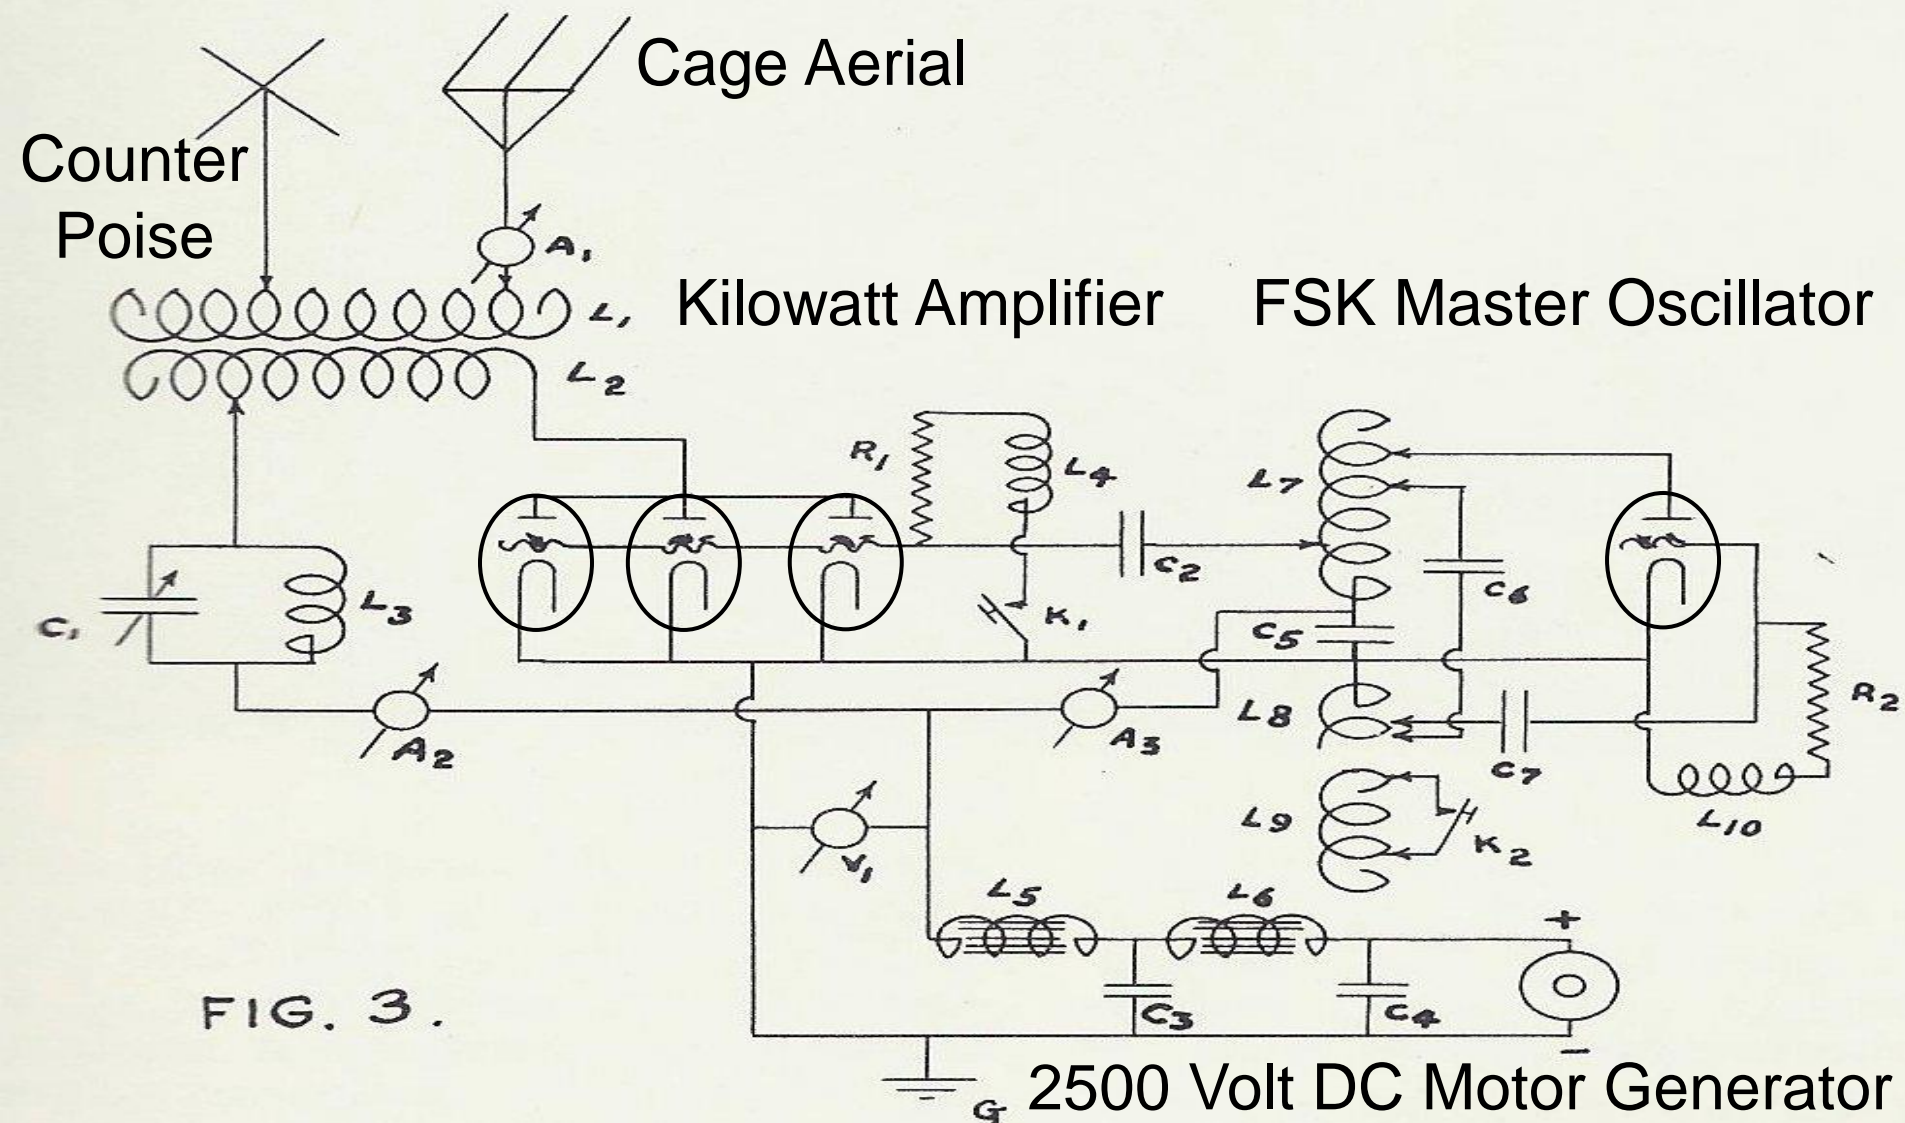 Cage Aerial
Counter
Poise
A1
L1
Kilowatt Amplifier
FSK Master Oscillator
L2
R1
L4
L7
C2
C6
C1
L3
K1
C5
R2
A2
A3
L8
C7
L10
V1
L9
K2
L5
L6
+
C3
C4
FIG. 3.
-
G
2500 Volt DC Motor Generator